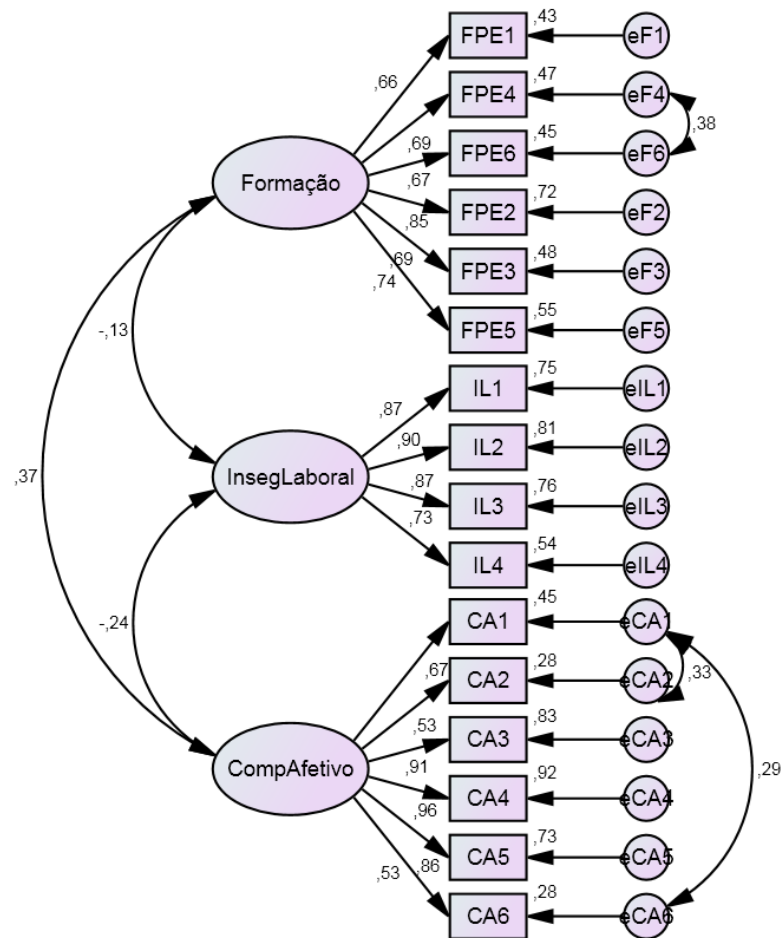 ,43
FPE1
eF1
,66
,47
FPE4
eF4
,38
,69
,45
FPE6
eF6
Formação
,67
,72
FPE2
eF2
,85
,48
FPE3
eF3
,69
,74
,55
FPE5
eF5
-,13
,75
IL1
eIL1
,87
,81
IL2
eIL2
,90
,37
InsegLaboral
,87
,76
IL3
eIL3
,73
,54
IL4
eIL4
,45
CA1
eCA1
-,24
,67
,28
CA2
eCA2
,33
,53
,83
CA3
eCA3
CompAfetivo
,91
,92
CA4
eCA4
,29
,96
,73
CA5
eCA5
,53
,86
,28
CA6
eCA6